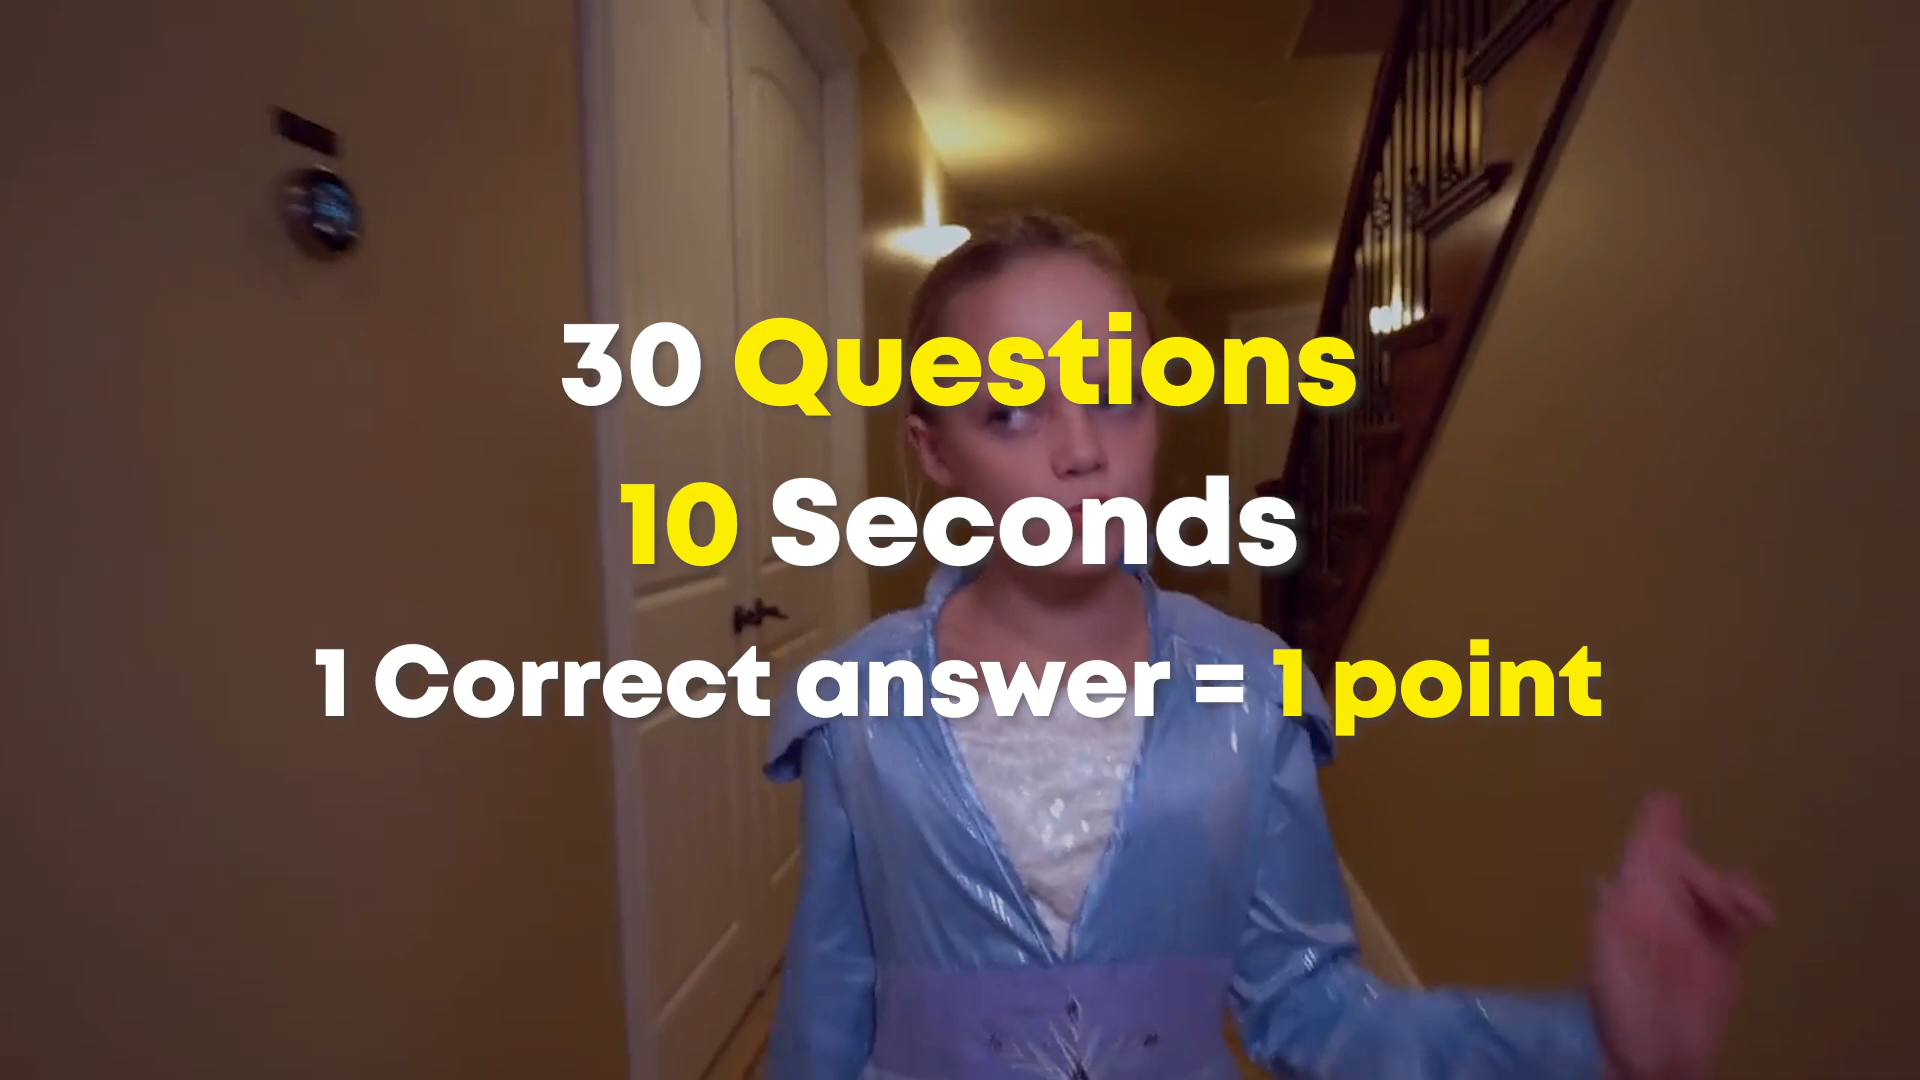 30 Questions
10 Seconds
1 Correct answer = 1 point